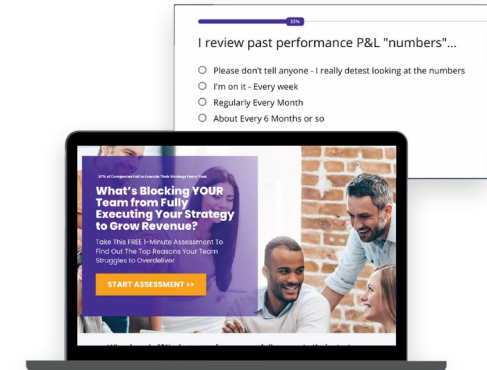 33%
I review past performance P&L "numbers"...
Please don't tell anyone - I really detest looking at the numbers
I'm on it - Every week
Regularly Every Month
About Every 6 Months or so
67% of Companies Fail to Execute Their Strategy Every Year
What's Blocking YOUR
Team from Fully
Executing Your Strategy
to Grow Revenue?
Take This FREE 1-Minute Assessment To
Find Out The Top Reasons Your Team
Struggles to Overdeliver
START ASSESSMENT >>